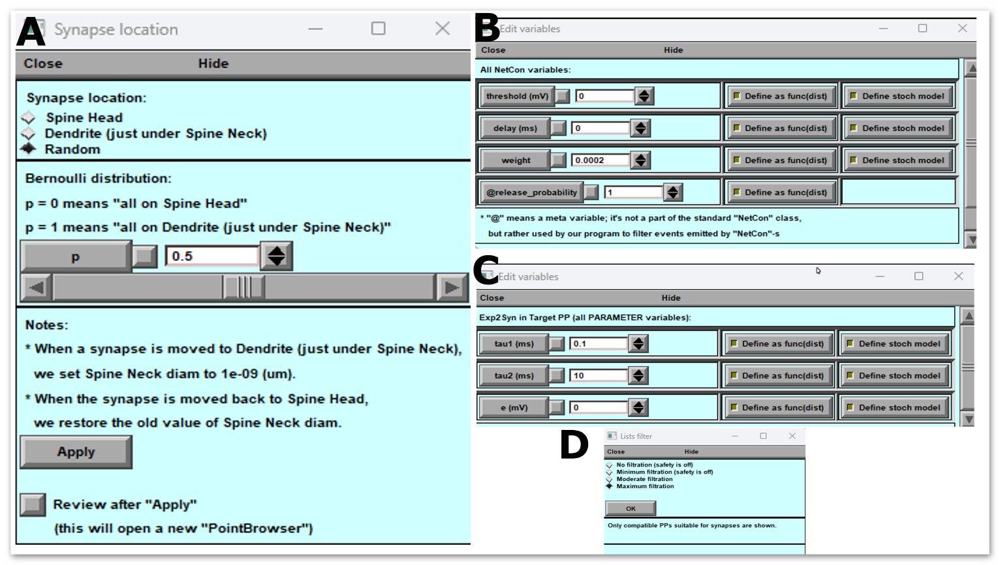 A
Synapse location
Close Hide
Synapse location:
Spine Head
Dendrite (just under Spine Neck)
Random
Bernoulli distribution:
p = 0 means "all on Spine Head"
p = 1 means "all on Dendrite (just under Spine Neck)"
p 0.5
Notes:
* When a synapse is moved to Dendrite (just under Spine Neck),
we set Spine Neck diam to 1e-09 (um).
* When the synapse is moved back to Spine Head,
we restore the old value of Spine Neck diam.
Apply
Review after "Apply"
(this will open a new "PointBrowser")
B
Edit variables
Close Hide
All NetCon variables:
threshold (mV) 0 Define as func(dist) Define stoch model
delay (ms) 0 Define as func(dist) Define stoch model
weight 0.0002 Define as func(dist) Define stoch model
@release_probability 1 Define as func(dist)
* "@" means a meta variable; it's not a part of the standard "NetCon" class,
but rather used by our program to filter events emitted by "NetCon"-s
C
Edit variables
Close Hide
Exp2Syn in Target PP (all PARAMETER variables):
tau1 (ms) 0.1 Define as func(dist) Define stoch model
tau2 (ms) 10 Define as func(dist) Define stoch model
e (mV) 0 Define as func(dist) Define stoch model
D
Lists filter
Close Hide
No filtration (safety is off)
Minimum filtration (safety is off)
Moderate filtration
Maximum filtration
OK
Only compatible PPs suitable for synapses are shown.